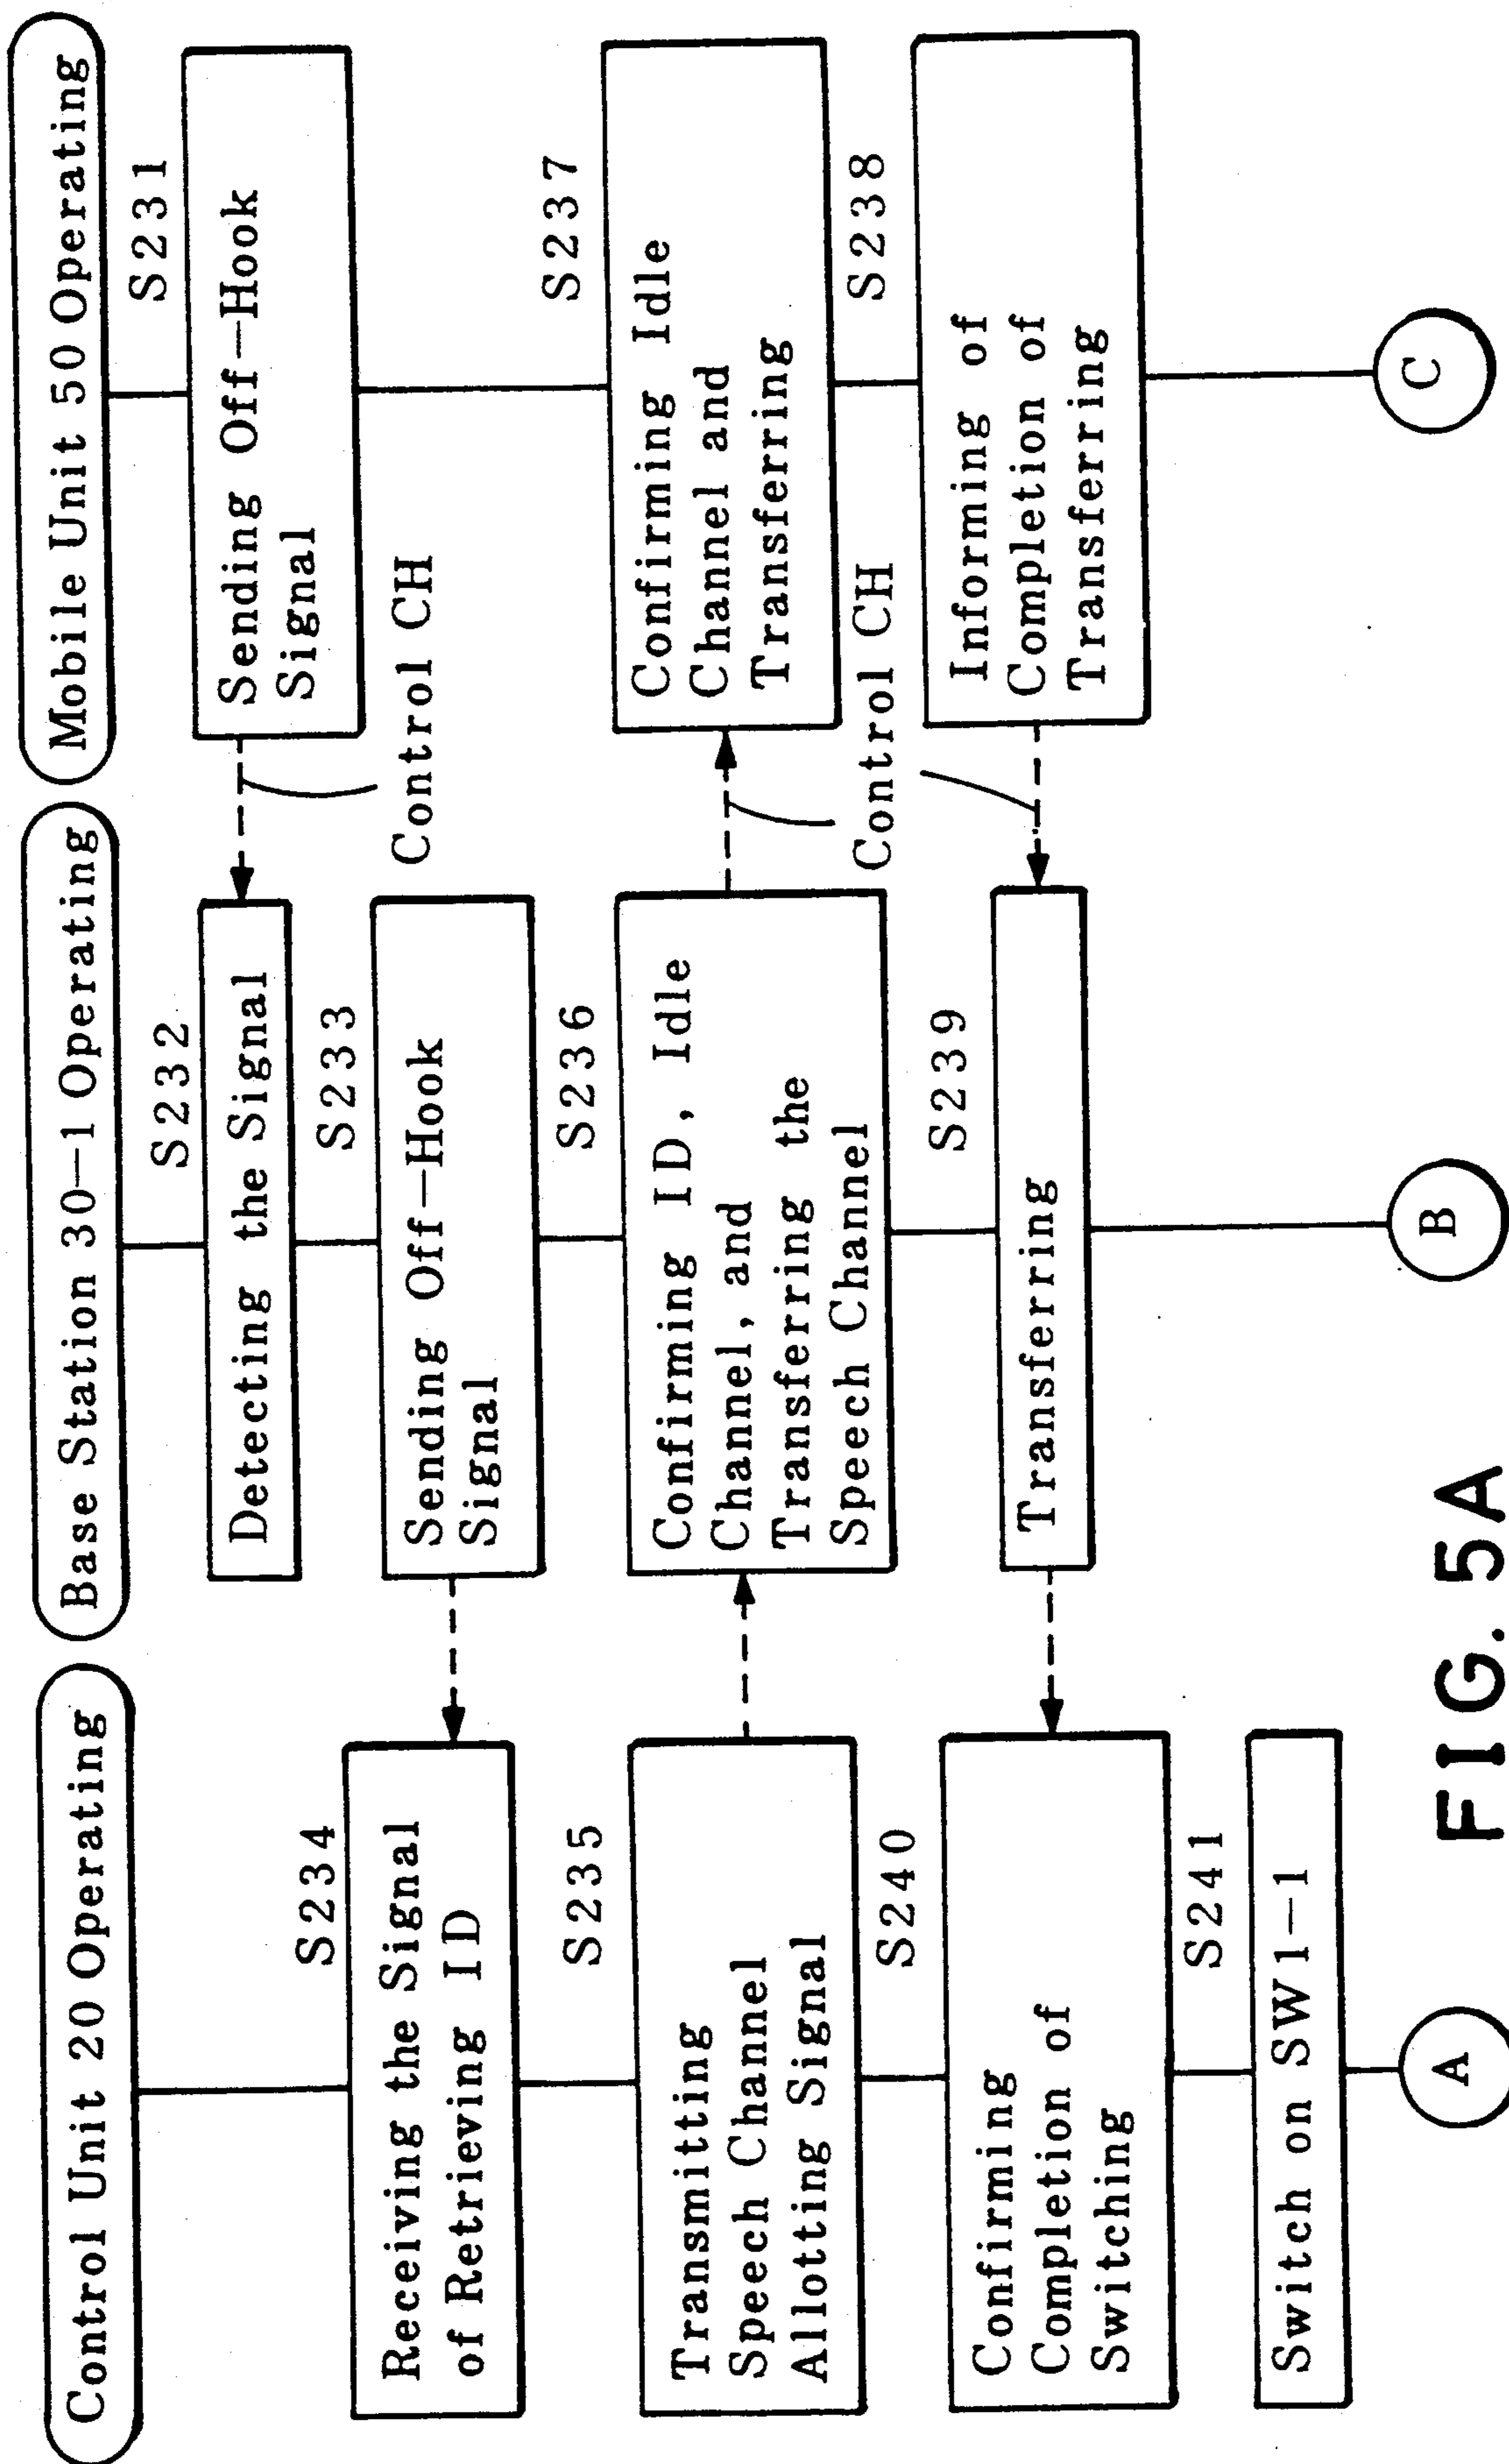 Control Unit 20 Operating
S234
Receiving the Signal
of Retrieving ID
S235
Transmitting
Speech Channel
Allotting Signal
S240
Confirming
Completion of
Switching
S241
Switch on SW1-1
A
Base Station 30-1 Operating
S232
Detecting the Signal
S233
Sending Off-Hook
Signal
S236
Confirming ID, Idle
Channel, and
Transferring the
Speech Channel
S239
Transferring
B
Mobile Unit 50 Operating
S231
Sending Off-Hook
Signal
Control CH
S237
Confirming Idle
Channel and
Transferring
Control CH
S238
Informing of
Completion of
Transferring
C
FIG. 5A